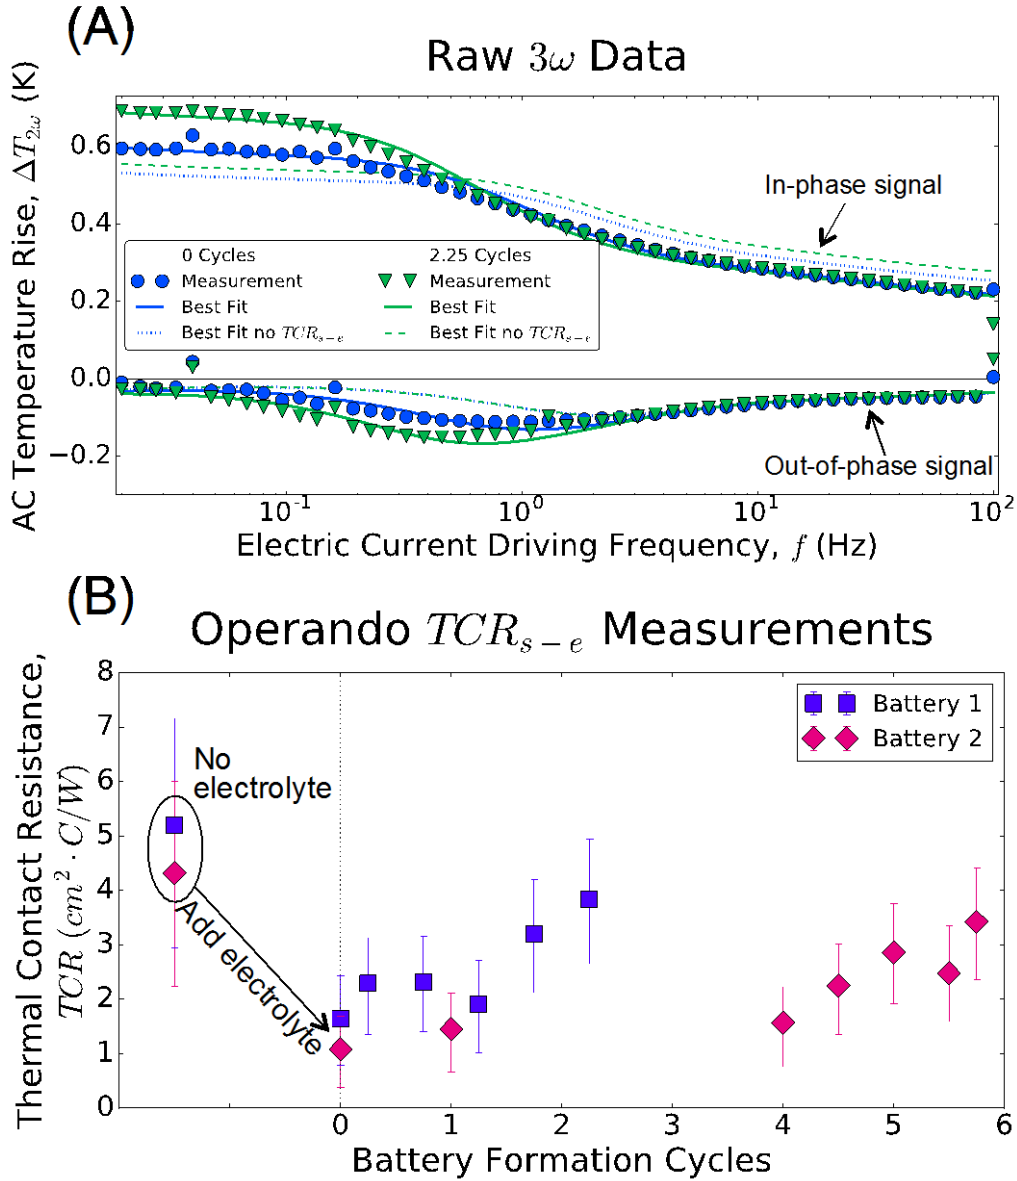 (A)
Raw 3ω Data
AC Temperature Rise, ΔT₂ω (K)
0.6
0.4
0.2
0.0
−0.2
In-phase signal
0 Cycles 2.25 Cycles
Measurement Measurement
Best Fit Best Fit
Best Fit no TCRₛ₋ₑ Best Fit no TCRₛ₋ₑ
Out-of-phase signal
10⁻¹ 10⁰ 10¹ 10²
Electric Current Driving Frequency, f (Hz)
(B)
Operando TCRₛ₋ₑ Measurements
Thermal Contact Resistance,
TCR (cm² · C/W)
8
7
6
5
4
3
2
1
0
Battery 1
Battery 2
No
electrolyte
Add electrolyte
0 1 2 3 4 5 6
Battery Formation Cycles